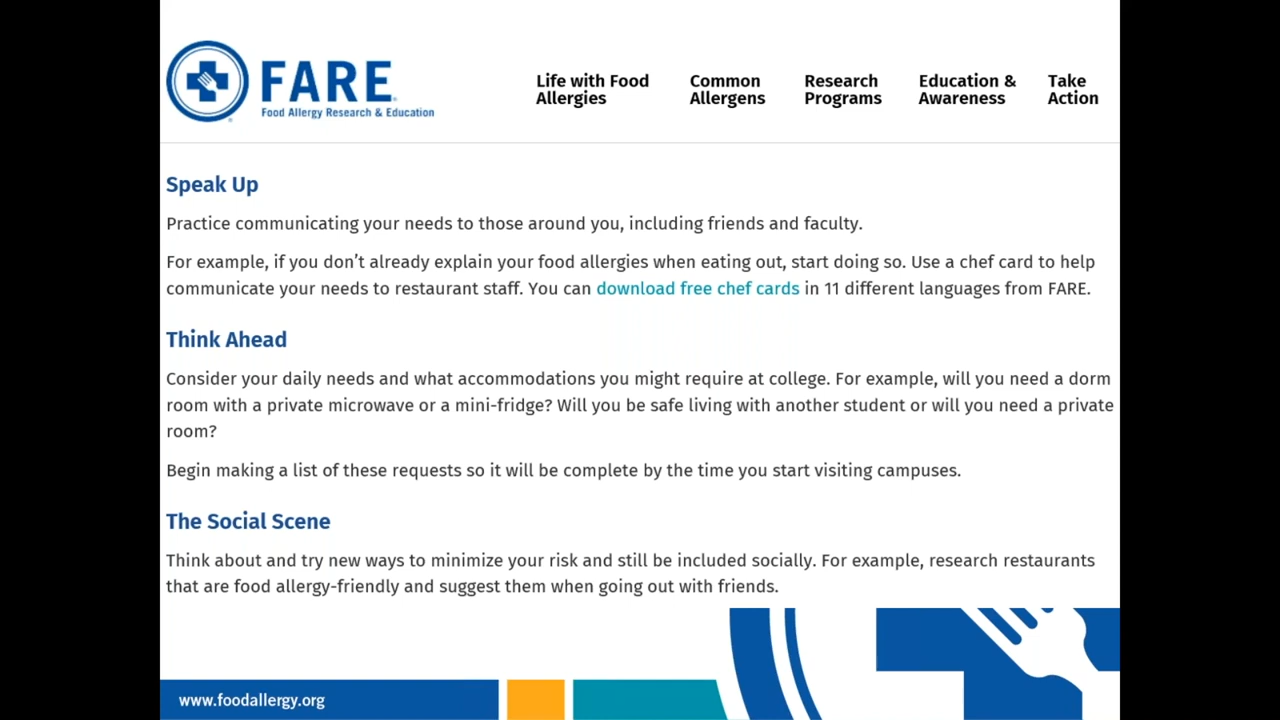 FARE
Food Allergy Research & Education
Life with Food Allergies
Common Allergens
Research Programs
Education & Awareness
Take Action
Speak Up
Practice communicating your needs to those around you, including friends and faculty.
For example, if you don’t already explain your food allergies when eating out, start doing so. Use a chef card to help
communicate your needs to restaurant staff. You can download free chef cards in 11 different languages from FARE.
Think Ahead
Consider your daily needs and what accommodations you might require at college. For example, will you need a dorm
room with a private microwave or a mini-fridge? Will you be safe living with another student or will you need a private
room?
Begin making a list of these requests so it will be complete by the time you start visiting campuses.
The Social Scene
Think about and try new ways to minimize your risk and still be included socially. For example, research restaurants
that are food allergy-friendly and suggest them when going out with friends.
www.foodallergy.org